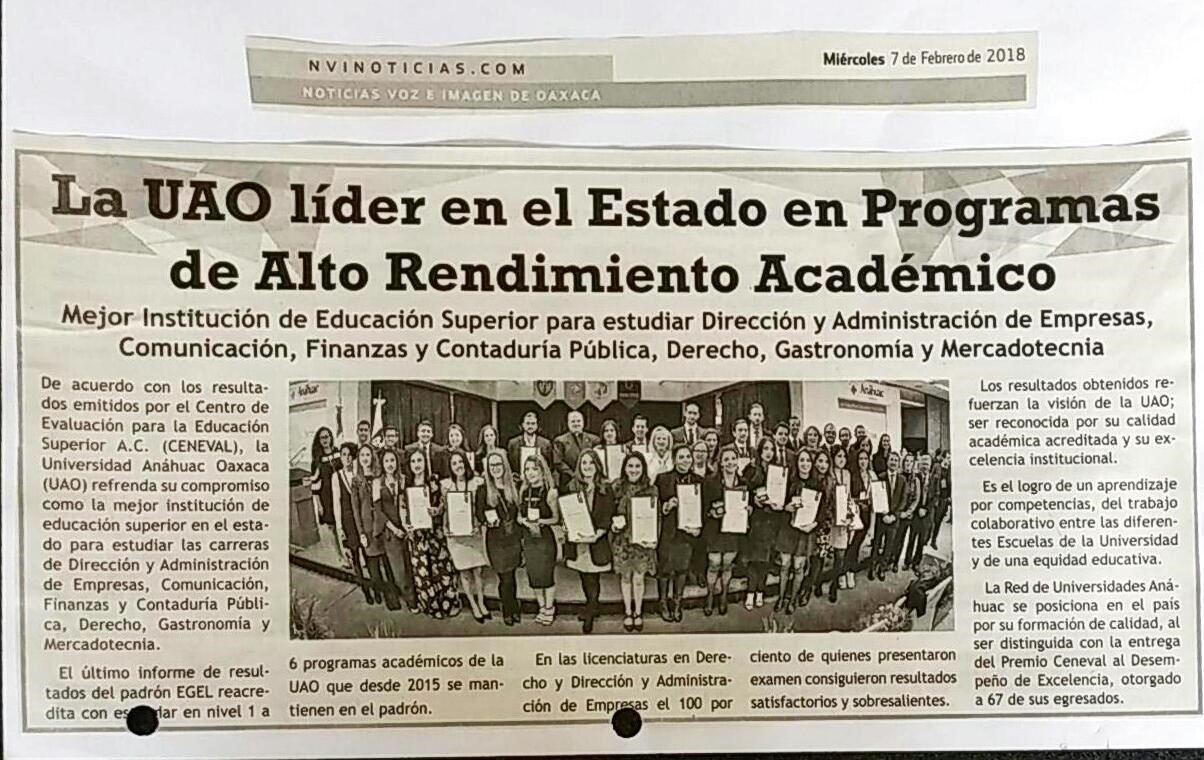 NVINOTICIAS.COM
NOTICIAS VOZ E IMAGEN DE OAXACA
Miércoles 7 de Febrero de 2018
La UAO líder en el Estado en Programas
de Alto Rendimiento Académico
Mejor Institución de Educación Superior para estudiar Dirección y Administración de Empresas,
Comunicación, Finanzas y Contaduría Pública, Derecho, Gastronomía y Mercadotecnia
De acuerdo con los resulta-
dos emitidos por el Centro de
Evaluación para la Educación
Superior A.C. (CENEVAL), la
Universidad Anáhuac Oaxaca
(UAO) refrenda su compromiso
como la mejor institución de
educación superior en el esta-
do para estudiar las carreras
de Dirección y Administración
de Empresas, Comunicación,
Finanzas y Contaduría Públi-
ca, Derecho, Gastronomía y
Mercadotecnia.
El último informe de resul-
tados del padrón EGEL reacre-
dita con en nivel 1 a
6 programas académicos de la
UAO que desde 2015 se man-
tienen en el padrón.
En las licenciaturas en Dere-
cho y Dirección y Administra-
ción de Empresas el 100 por
ciento de quienes presentaron
examen consiguieron resultados
satisfactorios y sobresalientes.
Los resultados obtenidos re-
fuerzan la visión de la UAO;
ser reconocida por su calidad
académica acreditada y su ex-
celencia institucional.
Es el logro de un aprendizaje
por competencias, del trabajo
colaborativo entre las diferen-
tes Escuelas de la Universidad
y de una equidad educativa.
La Red de Universidades Aná-
huac se posiciona en el país
por su formación de calidad, al
ser distinguida con la entrega
del Premio Ceneval al Desem-
peño de Excelencia, otorgado
a 67 de sus egresados.